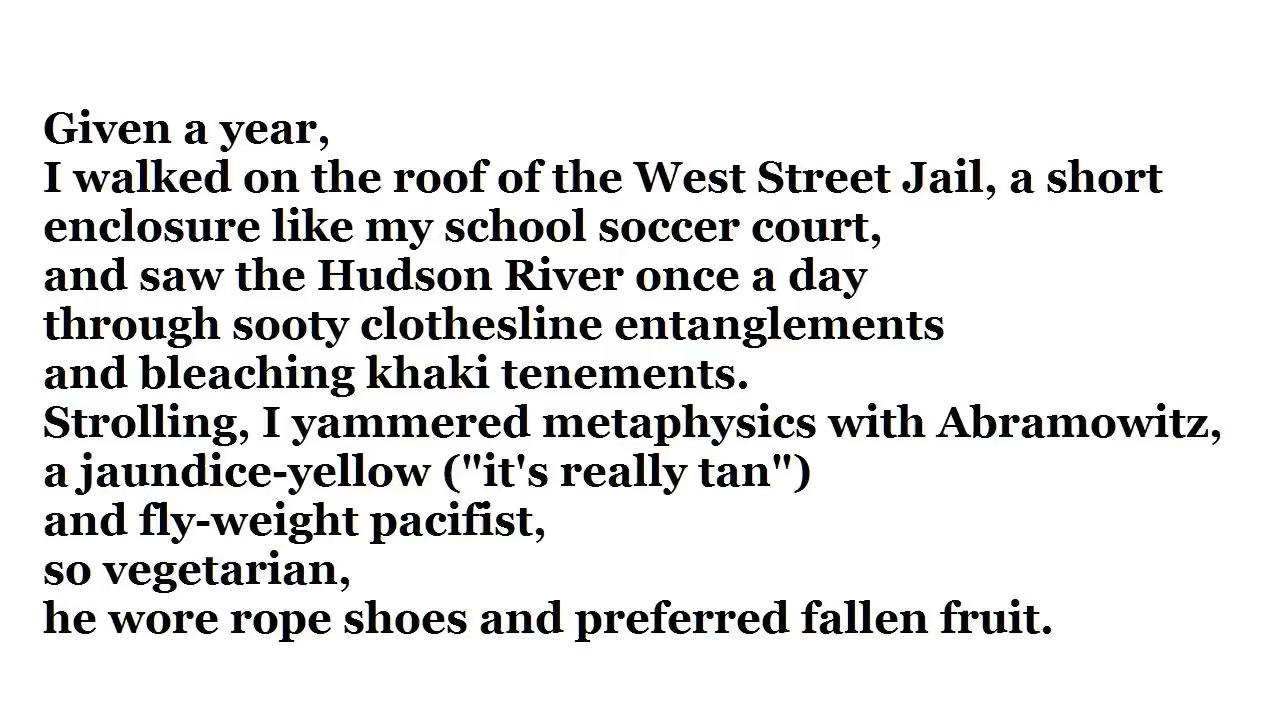 Given a year,
I walked on the roof of the West Street Jail, a short
enclosure like my school soccer court,
and saw the Hudson River once a day
through sooty clothesline entanglements
and bleaching khaki tenements.
Strolling, I yammered metaphysics with Abramowitz,
a jaundice-yellow ("it's really tan")
and fly-weight pacifist,
so vegetarian,
he wore rope shoes and preferred fallen fruit.